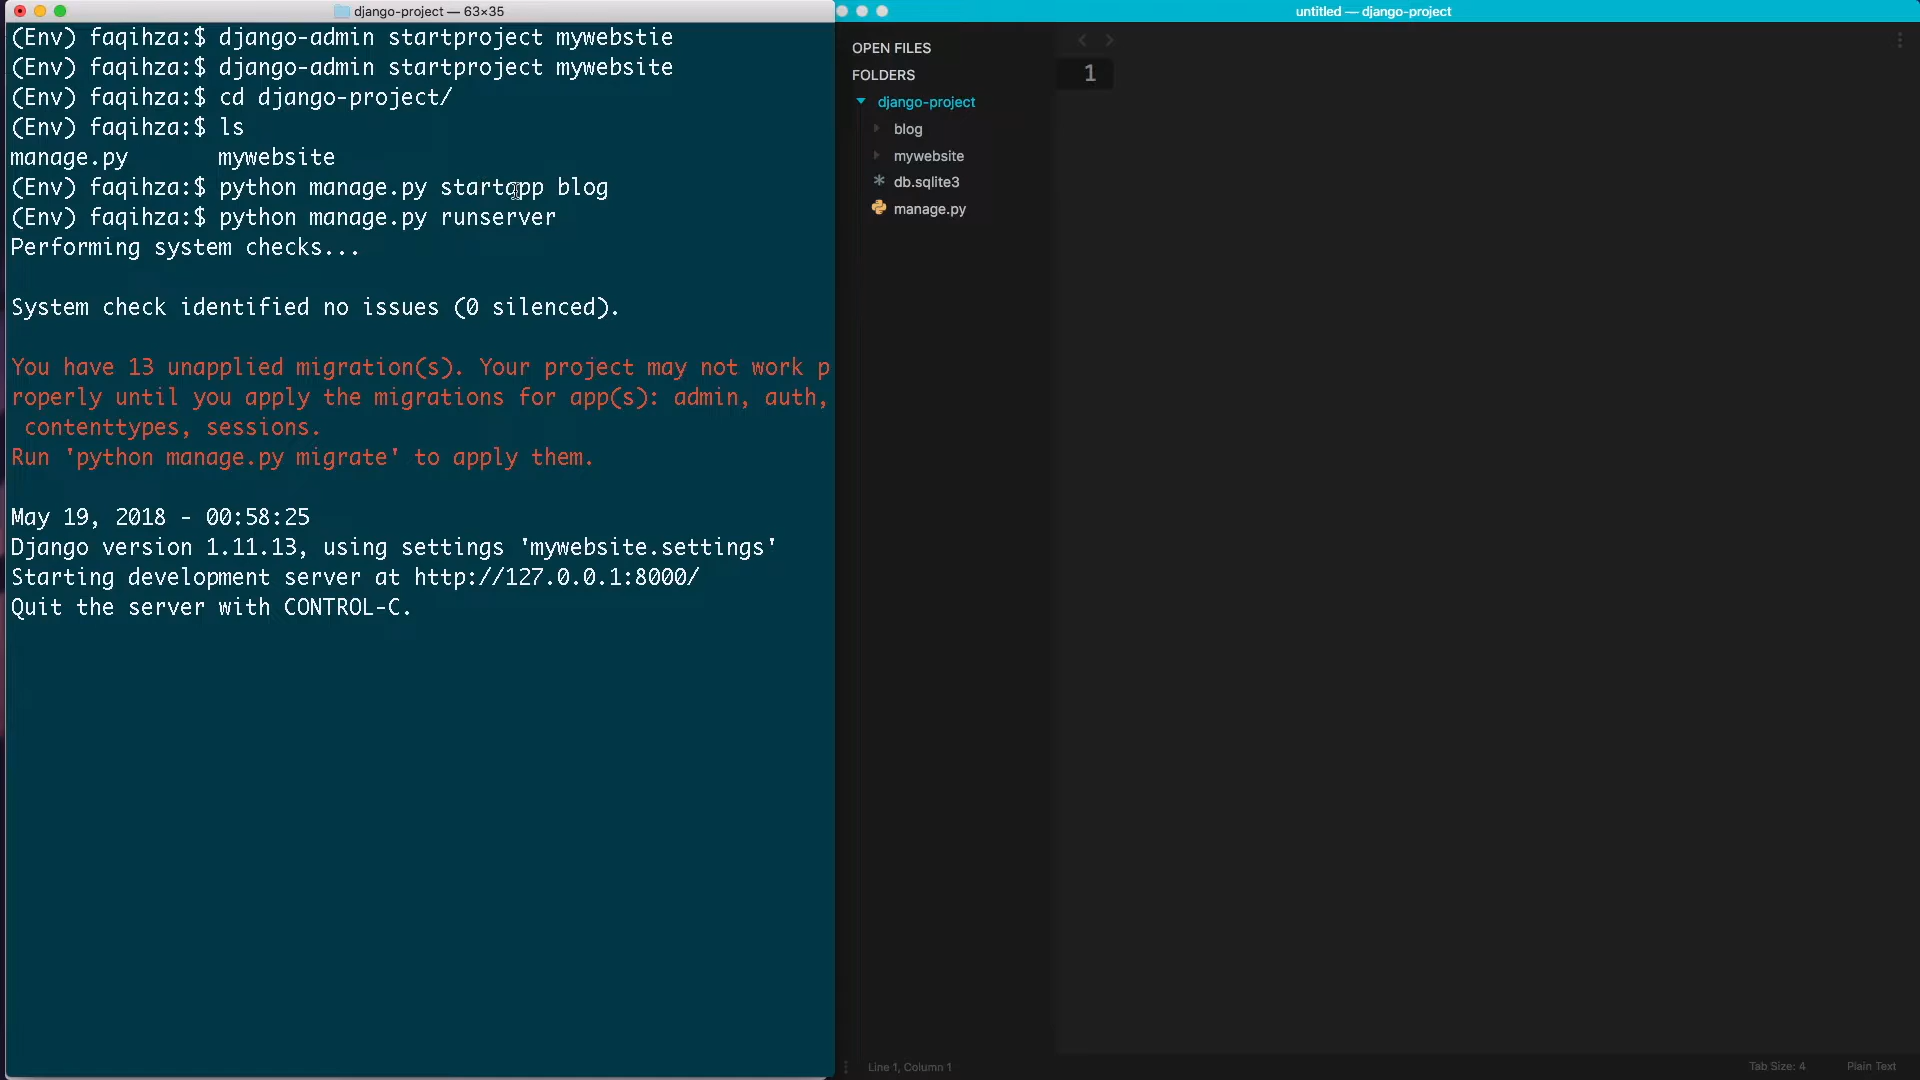 django-project — 63×35
(Env) faqihza:$ django-admin startproject mywebstie
(Env) faqihza:$ django-admin startproject mywebsite
(Env) faqihza:$ cd django-project/
(Env) faqihza:$ ls
manage.py mywebsite
(Env) faqihza:$ python manage.py startapp blog
(Env) faqihza:$ python manage.py runserver
Performing system checks...
System check identified no issues (0 silenced).
You have 13 unapplied migration(s). Your project may not work p
roperly until you apply the migrations for app(s): admin, auth,
contenttypes, sessions.
Run 'python manage.py migrate' to apply them.
May 19, 2018 - 00:58:25
Django version 1.11.13, using settings 'mywebsite.settings'
Starting development server at http://127.0.0.1:8000/
Quit the server with CONTROL-C.
untitled — django-project
OPEN FILES
FOLDERS
django-project
blog
mywebsite
db.sqlite3
manage.py
1
Line 1, Column 1
Tab Size: 4
Plain Text